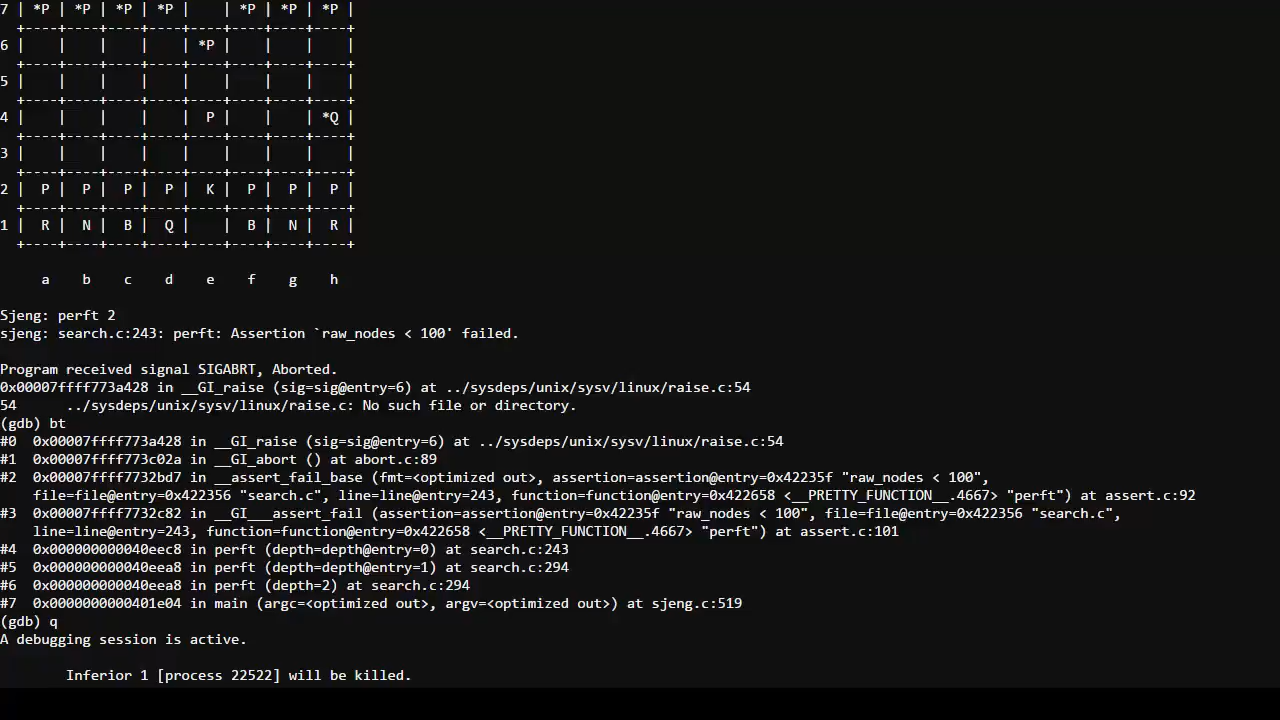 7 | *P | *P | *P | *P |    | *P | *P | *P |
  +----+----+----+----+----+----+----+----+
6 |    |    |    |    | *P |    |    |    |
  +----+----+----+----+----+----+----+----+
5 |    |    |    |    |    |    |    |    |
  +----+----+----+----+----+----+----+----+
4 |    |    |    |    |  P |    |    | *Q |
  +----+----+----+----+----+----+----+----+
3 |    |    |    |    |    |    |    |    |
  +----+----+----+----+----+----+----+----+
2 |  P |  P |  P |  P |  K |  P |  P |  P |
  +----+----+----+----+----+----+----+----+
1 |  R |  N |  B |  Q |    |  B |  N |  R |
  +----+----+----+----+----+----+----+----+
     a    b    c    d    e    f    g    h
Sjeng: perft 2
sjeng: search.c:243: perft: Assertion `raw_nodes < 100' failed.
Program received signal SIGABRT, Aborted.
0x00007ffff773a428 in __GI_raise (sig=sig@entry=6) at ../sysdeps/unix/sysv/linux/raise.c:54
54      ../sysdeps/unix/sysv/linux/raise.c: No such file or directory.
(gdb) bt
#0  0x00007ffff773a428 in __GI_raise (sig=sig@entry=6) at ../sysdeps/unix/sysv/linux/raise.c:54
#1  0x00007ffff773c02a in __GI_abort () at abort.c:89
#2  0x00007ffff7732bd7 in __assert_fail_base (fmt=<optimized out>, assertion=assertion@entry=0x42235f "raw_nodes < 100",
    file=file@entry=0x422356 "search.c", line=line@entry=243, function=function@entry=0x422658 <__PRETTY_FUNCTION__.4667> "perft") at assert.c:92
#3  0x00007ffff7732c82 in __GI___assert_fail (assertion=assertion@entry=0x42235f "raw_nodes < 100", file=file@entry=0x422356 "search.c",
    line=line@entry=243, function=function@entry=0x422658 <__PRETTY_FUNCTION__.4667> "perft") at assert.c:101
#4  0x000000000040eec8 in perft (depth=depth@entry=0) at search.c:243
#5  0x000000000040eea8 in perft (depth=depth@entry=1) at search.c:294
#6  0x000000000040eea8 in perft (depth=2) at search.c:294
#7  0x0000000000401e04 in main (argc=<optimized out>, argv=<optimized out>) at sjeng.c:519
(gdb) q
A debugging session is active.
        Inferior 1 [process 22522] will be killed.